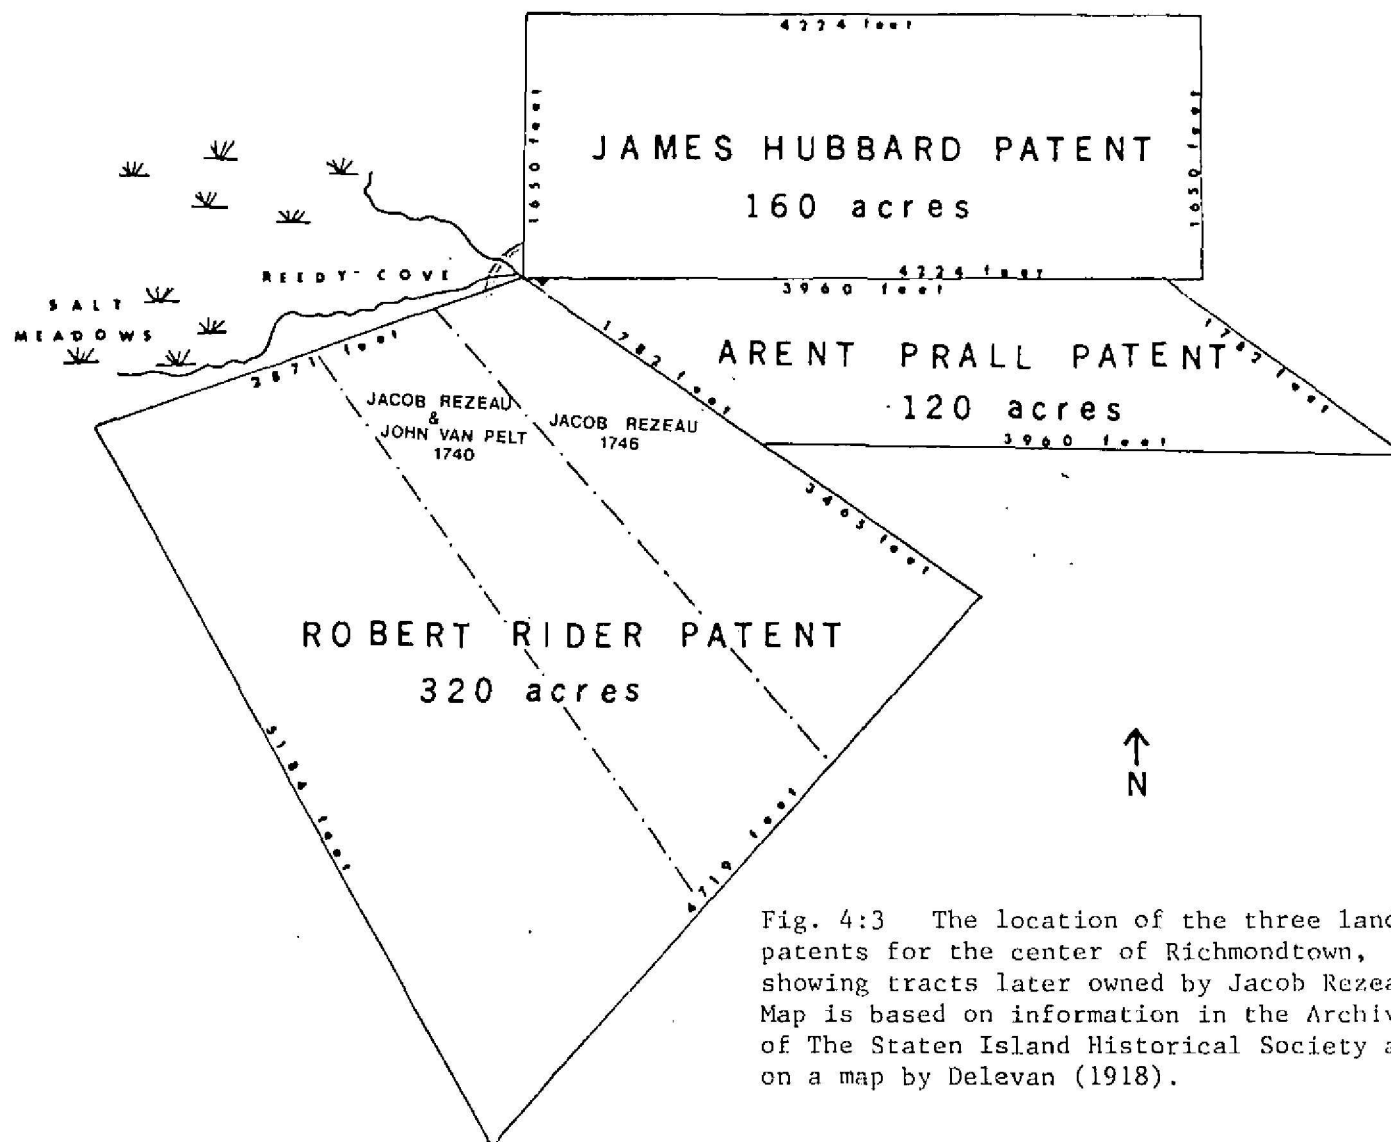 4224 feet
1650 feet
JAMES HUBBARD PATENT
160 acres
1650 feet
4224 feet
3960 feet
REEDY COVE
SALT
MEADOWS
2871 feet
1782 feet
ARENT PRALL PATENT
120 acres
3960 feet
1782 feet
JACOB REZEAU
&
JOHN VAN PELT
1740
JACOB REZEAU
1746
3465 feet
ROBERT RIDER PATENT
320 acres
5184 feet
4719 feet
N
Fig. 4:3 The location of the three land
patents for the center of Richmondtown,
showing tracts later owned by Jacob Rezea
Map is based on information in the Archiv
of The Staten Island Historical Society a
on a map by Delevan (1918).